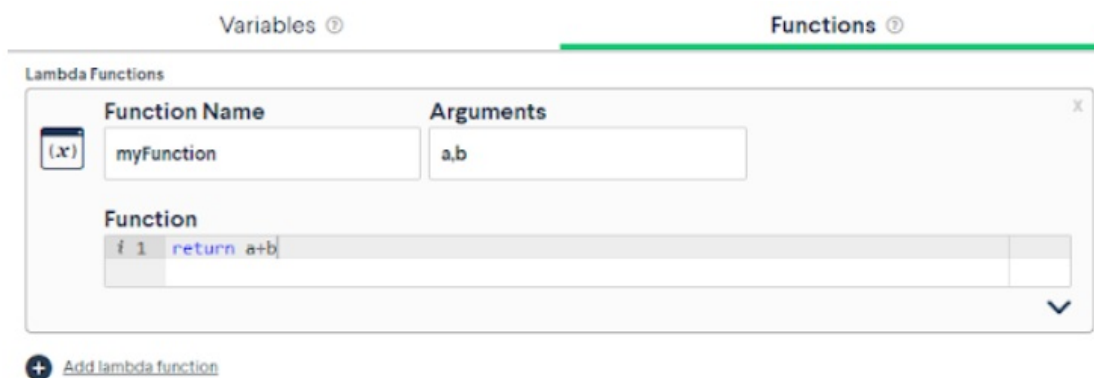 Variables ?
Functions ?
Lambda Functions
Function Name
Arguments
X
(x)
myFunction
a,b
Function
i 1 return a+b
Add lambda function